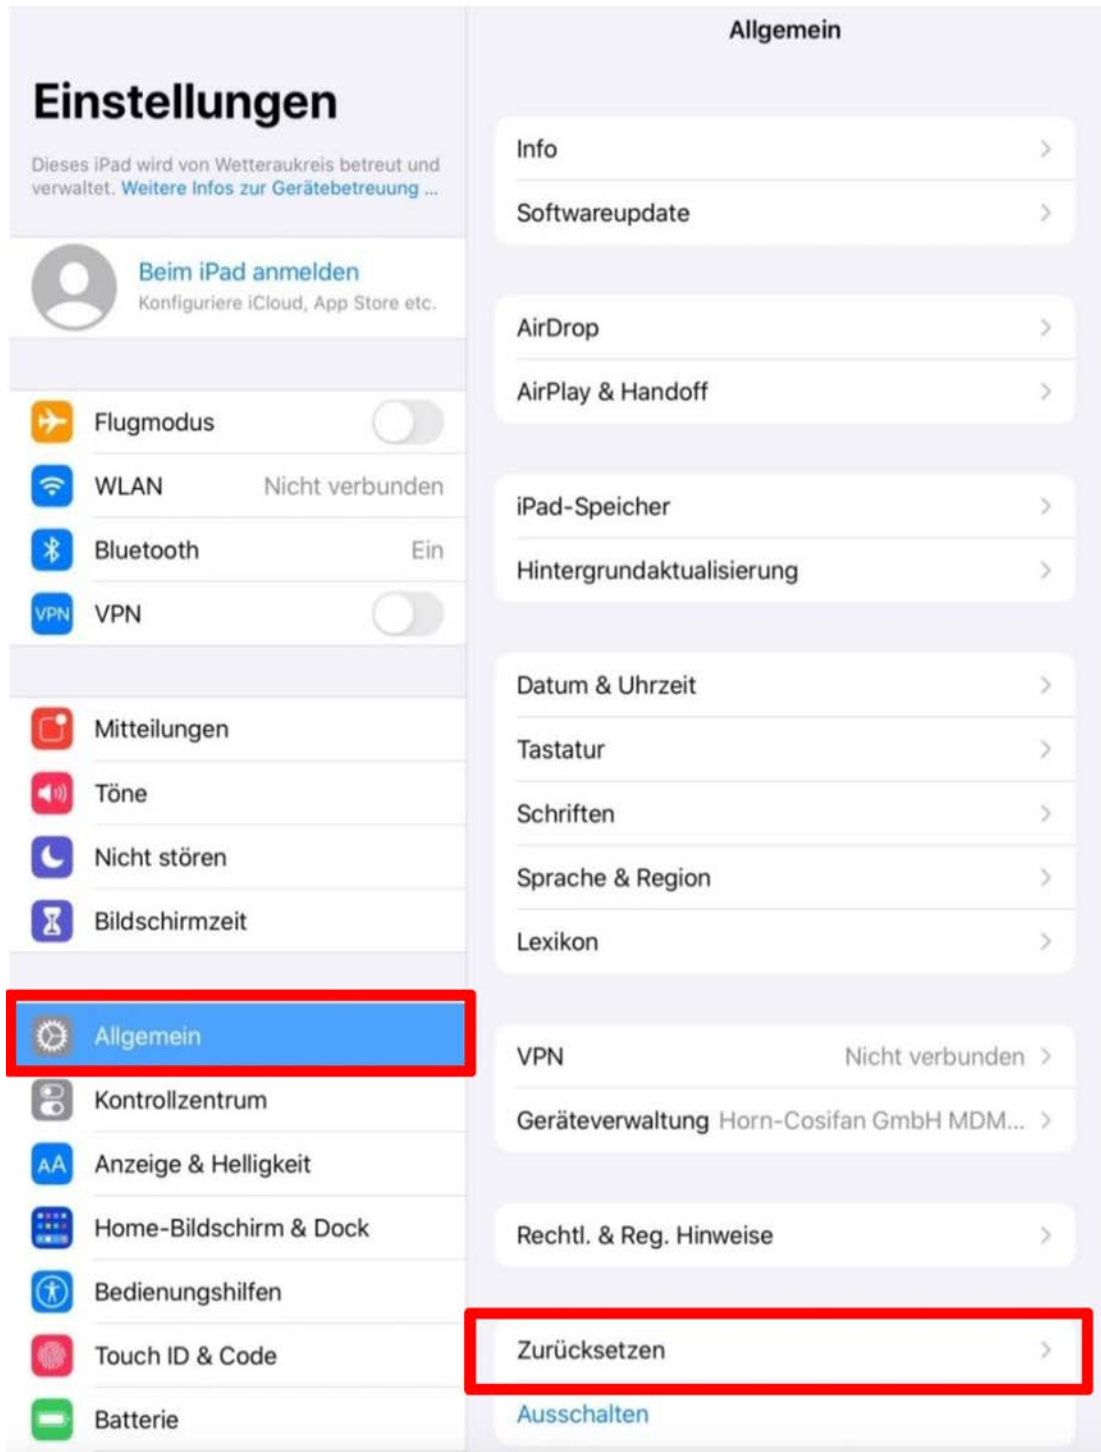 Einstellungen
Dieses iPad wird von Wetteraukreis betreut und
verwaltet. Weitere Infos zur Gerätebetreuung ...
Beim iPad anmelden
Konfiguriere iCloud, App Store etc.
Flugmodus
WLAN Nicht verbunden
Bluetooth Ein
VPN VPN
Mitteilungen
Töne
Nicht stören
Bildschirmzeit
Allgemein
Kontrollzentrum
AA Anzeige & Helligkeit
Home-Bildschirm & Dock
Bedienungshilfen
Touch ID & Code
Batterie
Allgemein
Info
Softwareupdate
AirDrop
AirPlay & Handoff
iPad-Speicher
Hintergrundaktualisierung
Datum & Uhrzeit
Tastatur
Schriften
Sprache & Region
Lexikon
VPN Nicht verbunden
Geräteverwaltung Horn-Cosifan GmbH MDM...
Rechtl. & Reg. Hinweise
Zurücksetzen
Ausschalten